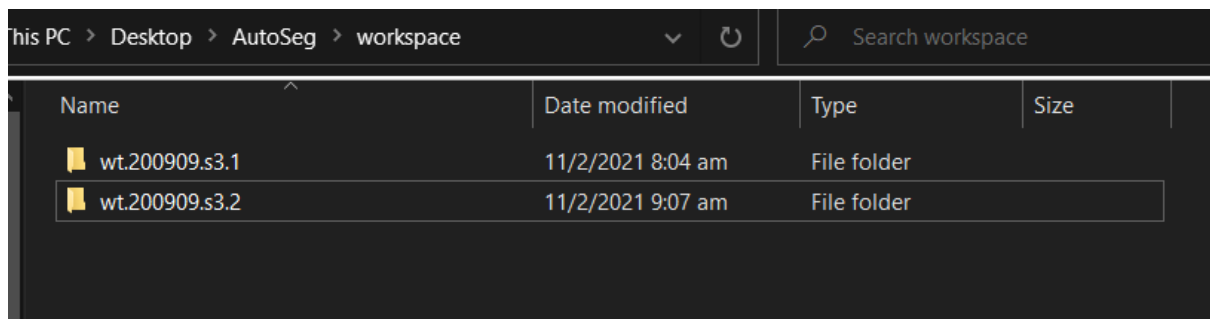 This PC > Desktop > AutoSeg > workspace Search workspace
Name Date modified Type Size
wt.200909.s3.1 11/2/2021 8:04 am File folder
wt.200909.s3.2 11/2/2021 9:07 am File folder